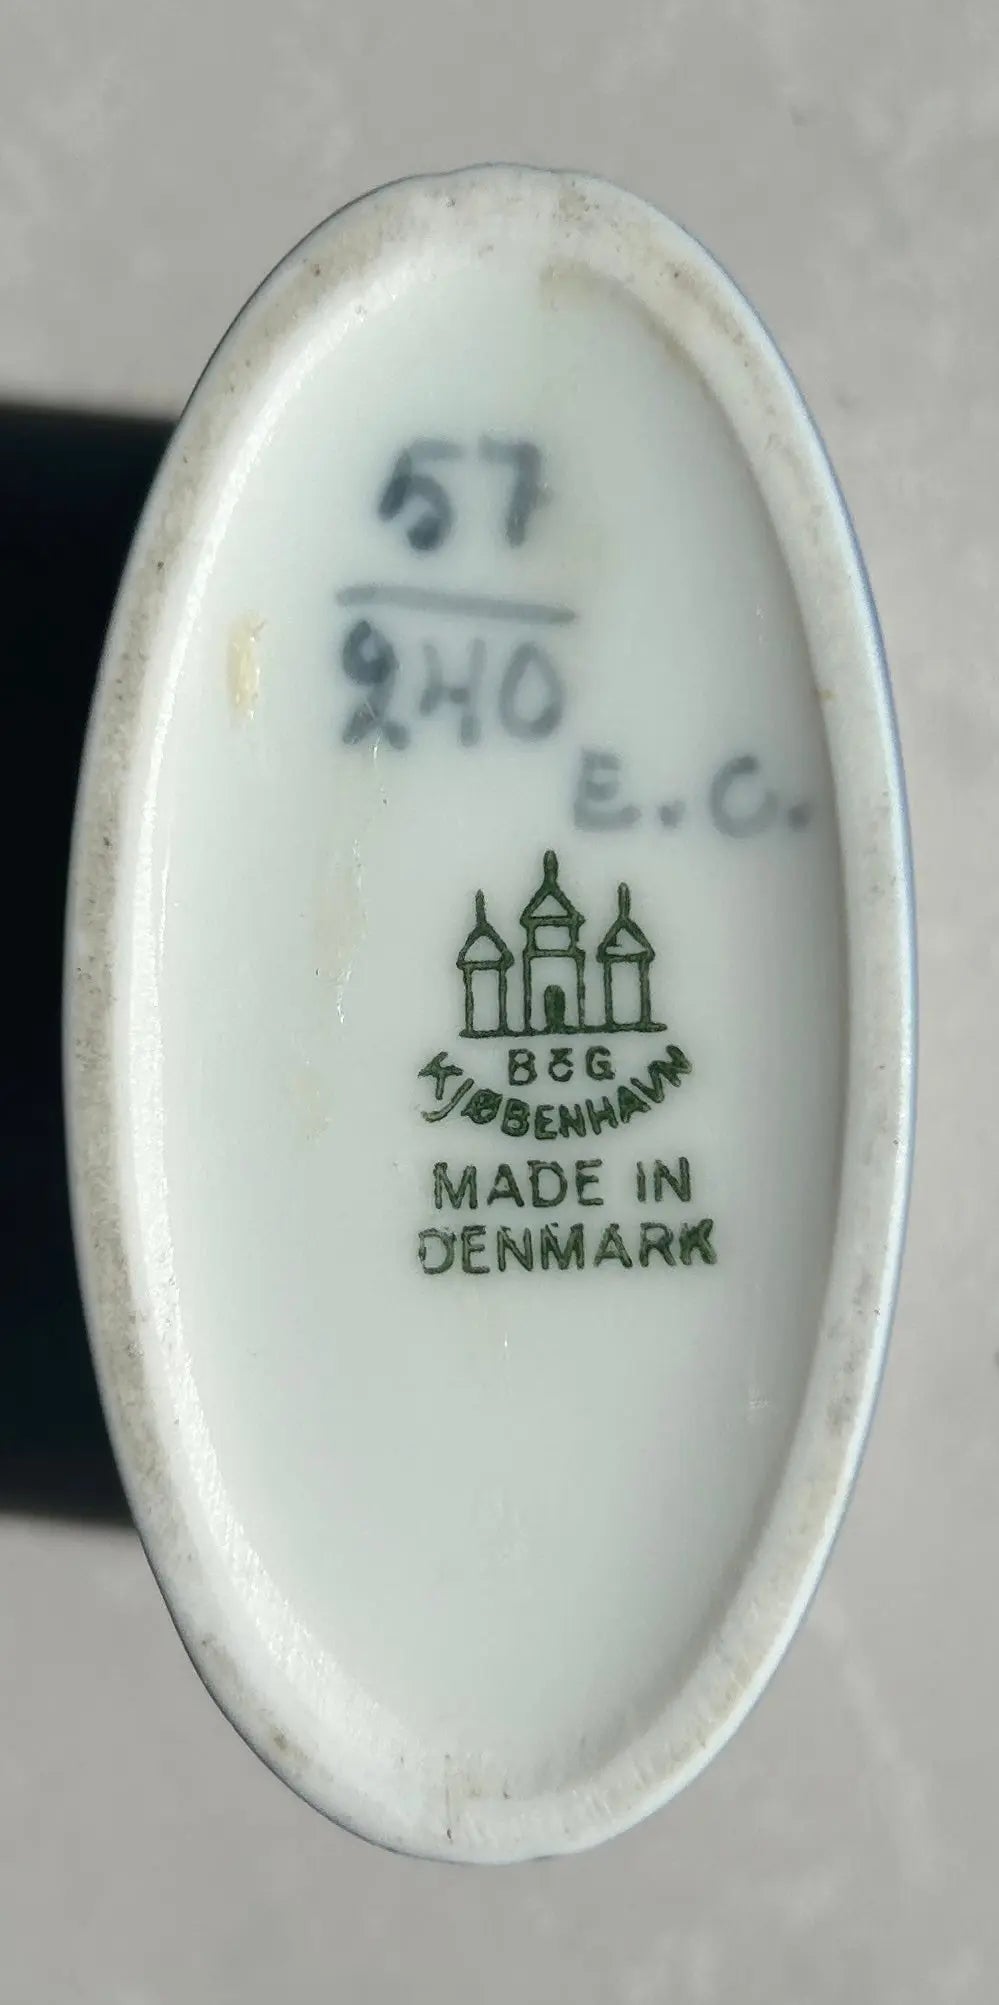 57
240
E.C.
B&G
KJØBENHAVN
MADE IN
DENMARK